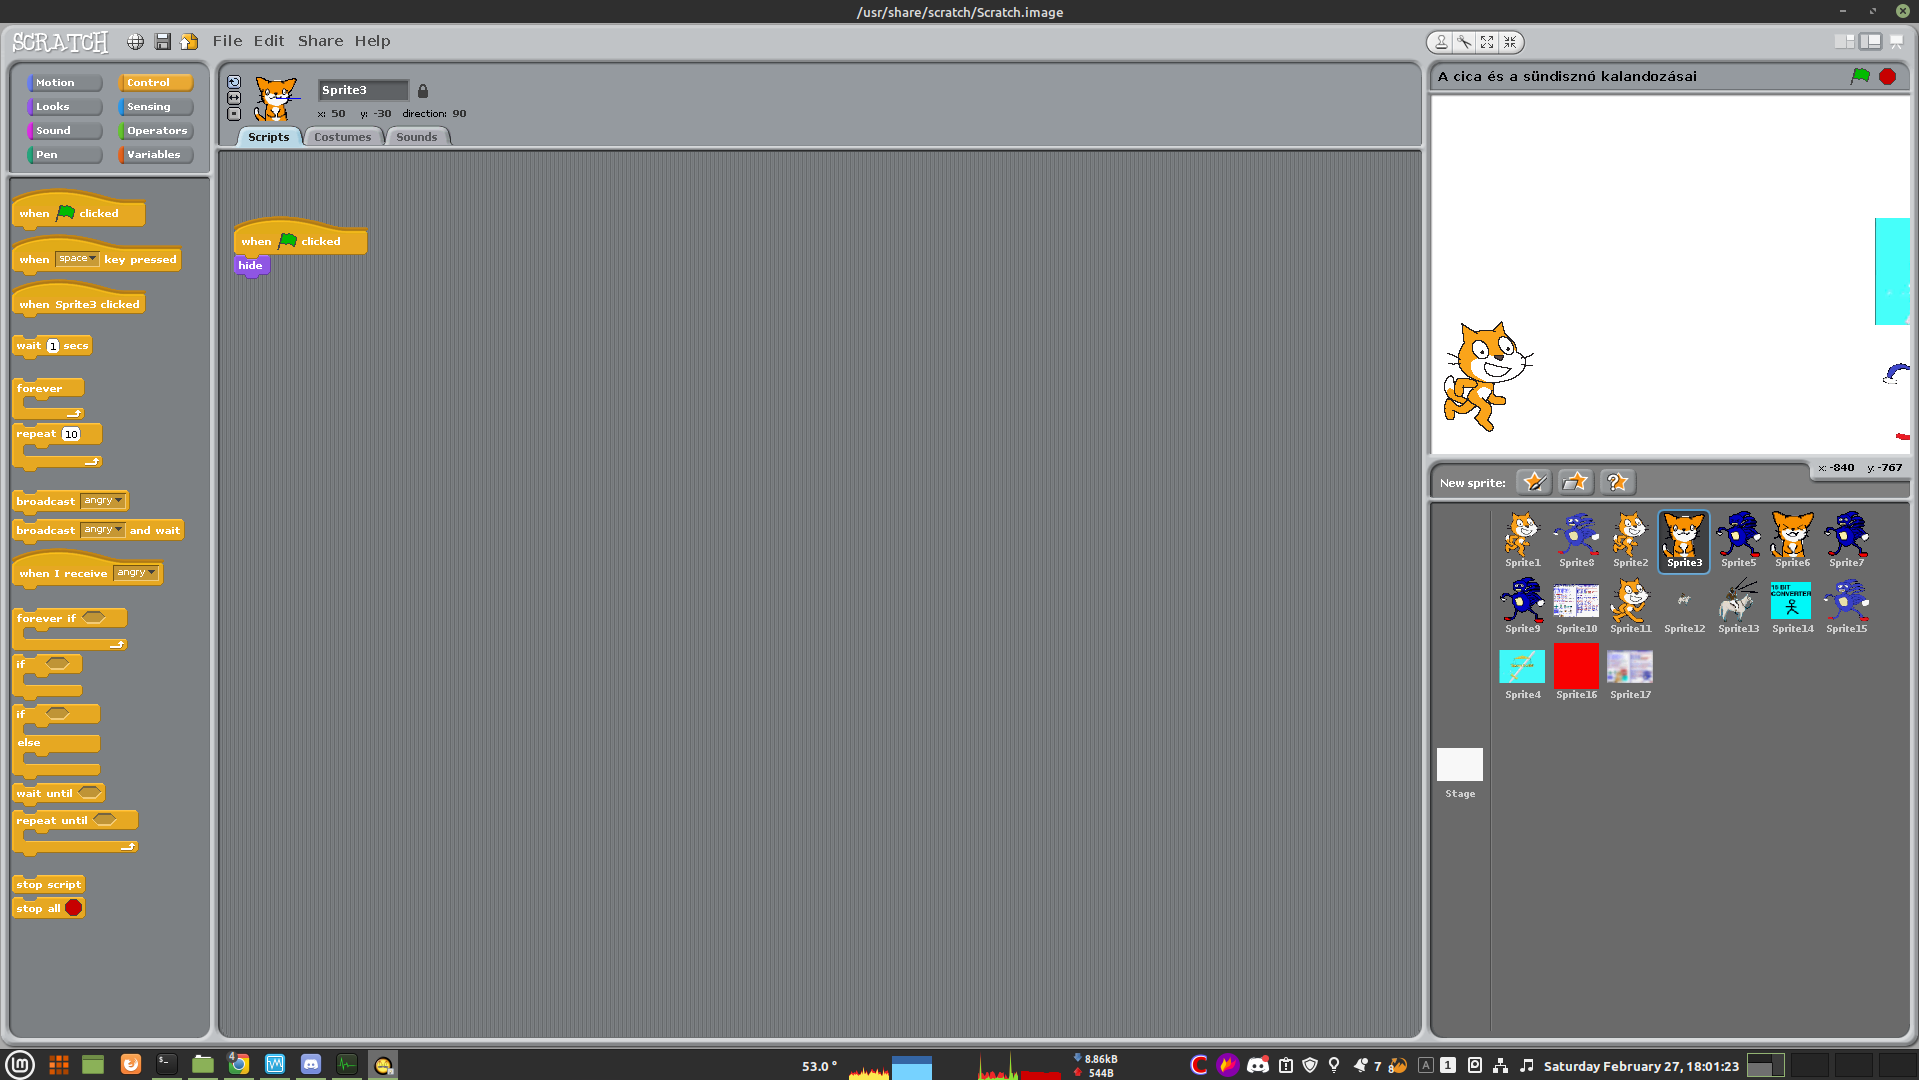 /usr/share/scratch/Scratch.image
SCRATCH File Edit Share Help
Motion Control
Looks Sensing
Sound Operators
Pen Variables
when clicked
when space key pressed
when Sprite3 clicked
wait 1 secs
forever
repeat 10
broadcast angry
broadcast angry and wait
when I receive angry
forever if
if
if
else
wait until
repeat until
stop script
stop all
Sprite3
x: 50 y: -30 direction: 90
Scripts Costumes Sounds
when clicked
hide
A cica és a sündisznó kalandozásai
x: -840 y: -767
New sprite:
Sprite1 Sprite8 Sprite2 Sprite3 Sprite5 Sprite6 Sprite7
16 BIT
CONVERTER
Sprite9 Sprite10 Sprite11 Sprite12 Sprite13 Sprite14 Sprite15
Sprite4 Sprite16 Sprite17
Stage
4
53.0 °
8.86kB
544B
7
A
1
Saturday February 27, 18:01:23